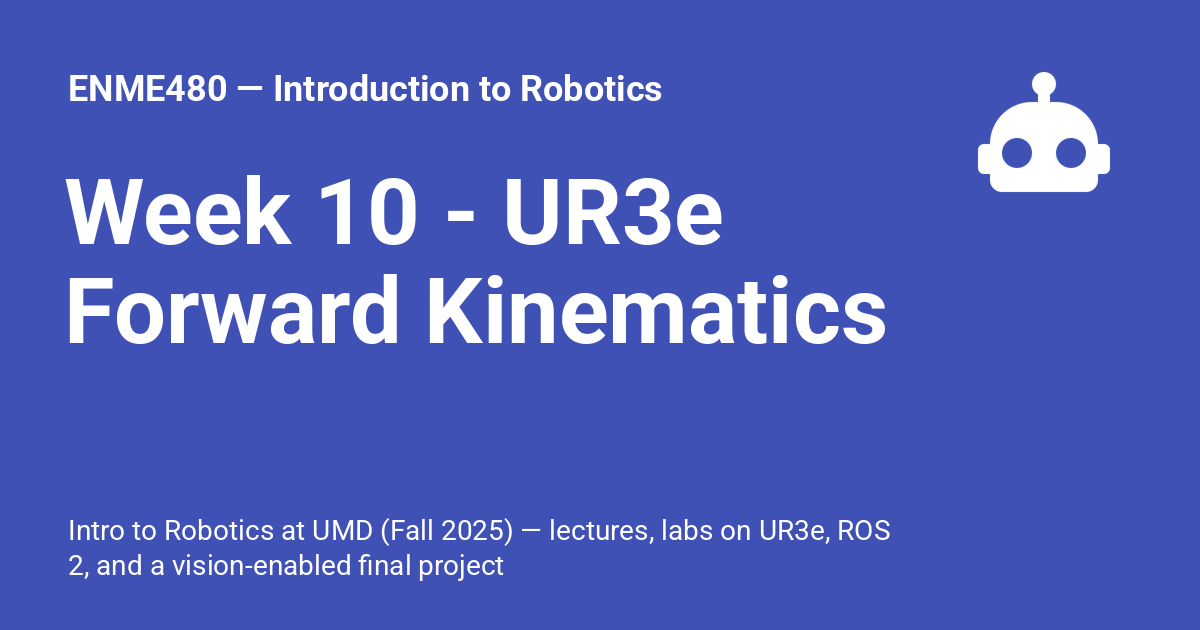 ENME480 — Introduction to Robotics
Week 10 - UR3e
Forward Kinematics
Intro to Robotics at UMD (Fall 2025) — lectures, labs on UR3e, ROS
2, and a vision-enabled final project